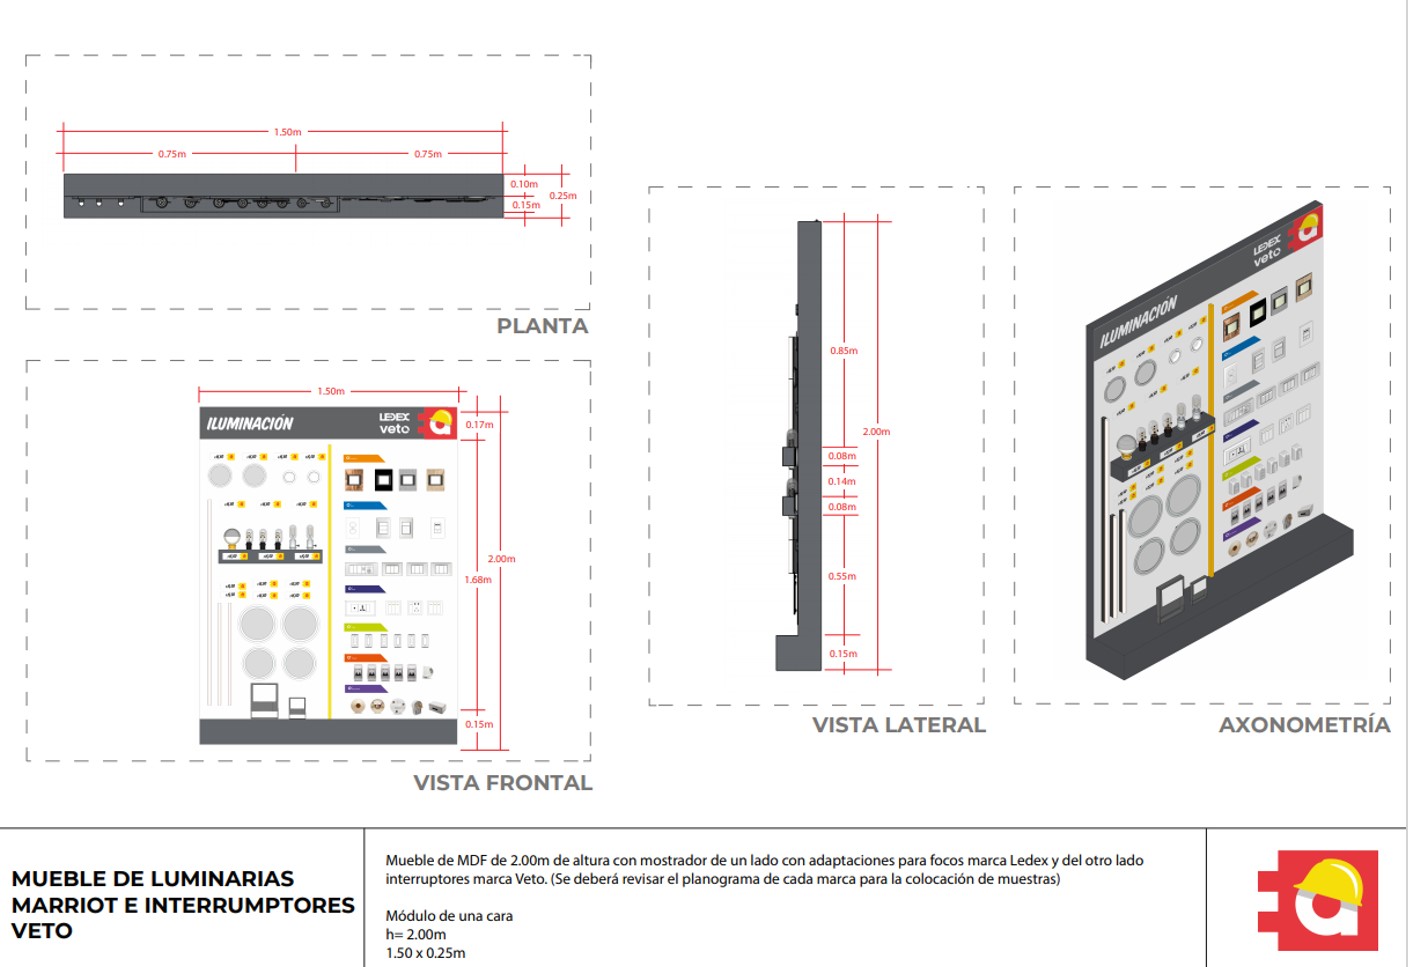 1.50m
0.75m
0.75m
0.10m
0.25m
0.15m
PLANTA
1.50m
ILUMINACIÓN
LEDEX
veto
a
0.17m
2.00m
1.68m
0.15m
VISTA FRONTAL
0.85m
2.00m
0.08m
0.14m
0.08m
0.55m
0.15m
VISTA LATERAL
ILUMINACIÓN
LEDEX
veto
a
AXONOMETRÍA
MUEBLE DE LUMINARIAS
MARRIOT E INTERRUMPTORES
VETO
Mueble de MDF de 2.00m de altura con mostrador de un lado con adaptaciones para focos marca Ledex y del otro lado
interruptores marca Veto. (Se deberá revisar el planograma de cada marca para la colocación de muestras)
Módulo de una cara
h= 2.00m
1.50 x 0.25m
a